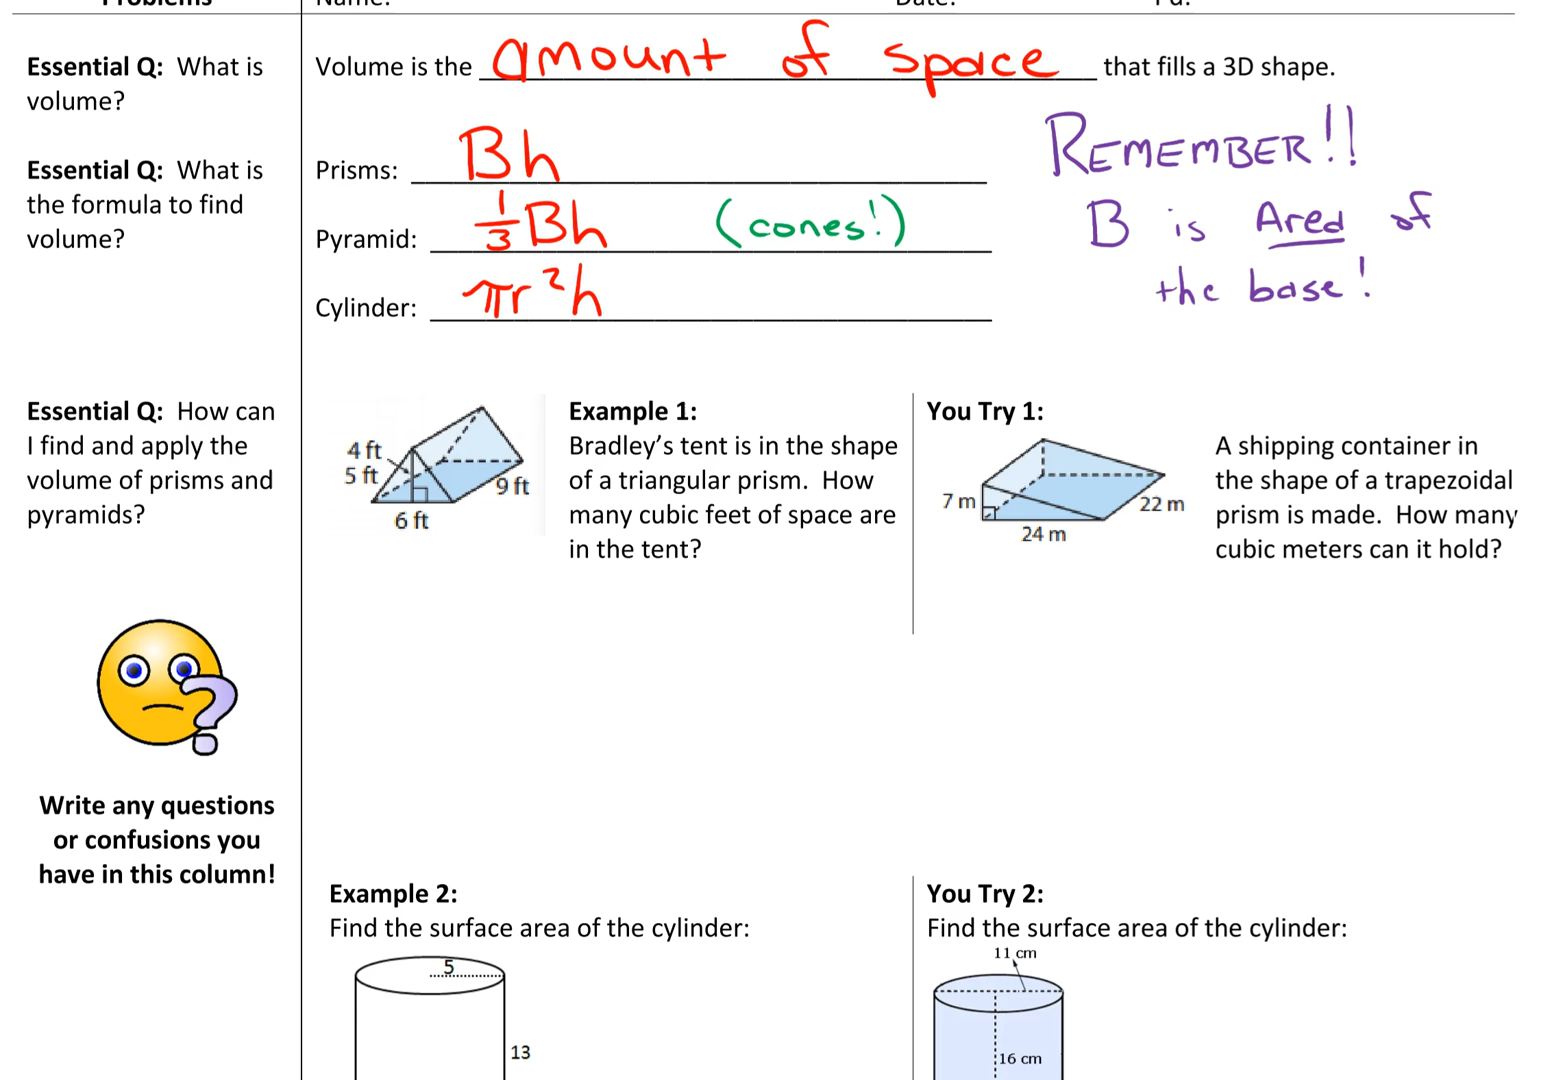 Problems
Name:
Date:
Pd:
Essential Q: What is
volume?
Volume is the amount of space that fills a 3D shape.
Essential Q: What is
the formula to find
volume?
Prisms: Bh
Pyramid: 1/3 Bh (cones!)
Cylinder: πr²h
REMEMBER!!
B is Area of
the base!
Essential Q: How can
I find and apply the
volume of prisms and
pyramids?
4 ft
5 ft
9 ft
6 ft
Example 1:
Bradley's tent is in the shape
of a triangular prism. How
many cubic feet of space are
in the tent?
You Try 1:
7 m
22 m
24 m
A shipping container in
the shape of a trapezoidal
prism is made. How many
cubic meters can it hold?
?
Write any questions
or confusions you
have in this column!
Example 2:
Find the surface area of the cylinder:
5
13
You Try 2:
Find the surface area of the cylinder:
11 cm
16 cm